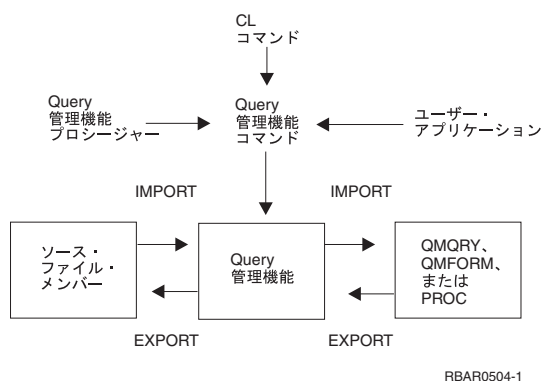 CL
コマンド
Query
管理機能
プロシージャー
Query
管理機能
コマンド
ユーザー・
アプリケーション
IMPORT
IMPORT
ソース・
ファイル・
メンバー
Query
管理機能
QMQRY、
QMFORM、
または
PROC
EXPORT
EXPORT
RBAR0504-1